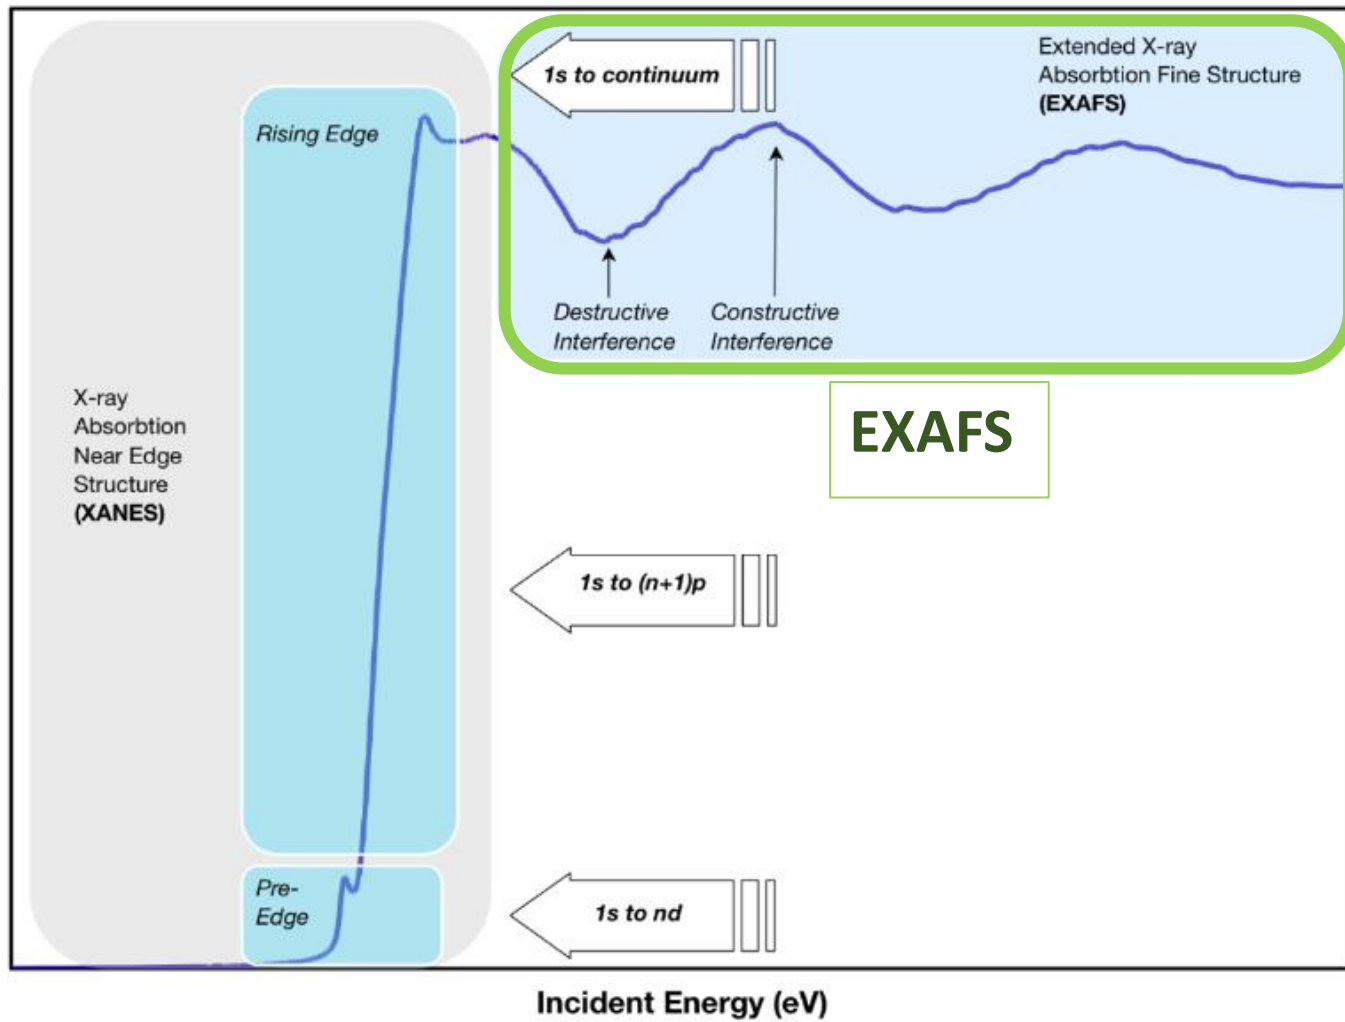 1s to continuum
Extended X-ray
Absorbtion Fine Structure
(EXAFS)
Rising Edge
Destructive
Interference
Constructive
Interference
X-ray
Absorbtion
Near Edge
Structure
(XANES)
EXAFS
1s to (n+1)p
Pre-
Edge
1s to nd
Incident Energy (eV)